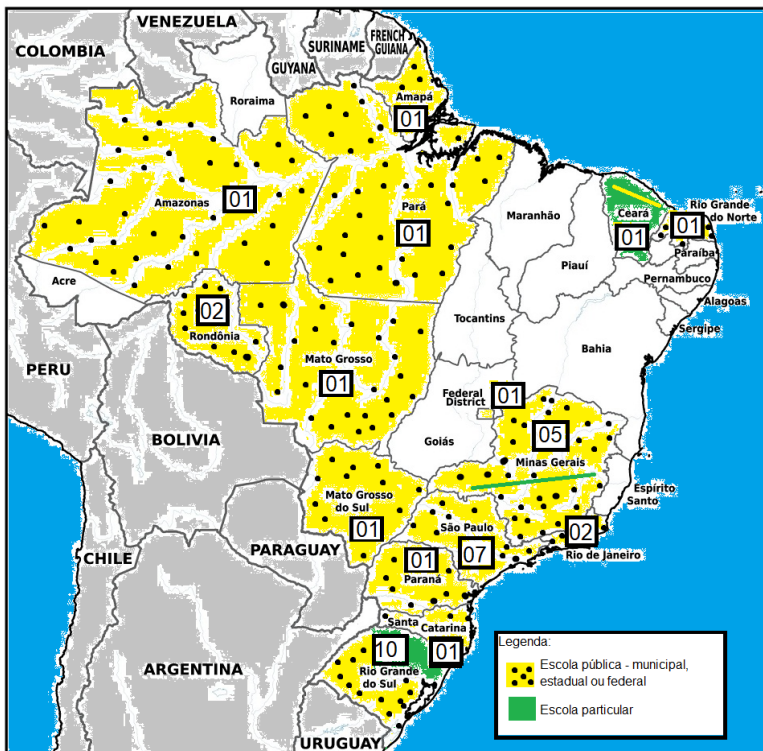 VENEZUELA
COLOMBIA
SURINAME
FRENCH
GUIANA
GUYANA
Roraima
Amapá
01
Amazonas
01
Pará
01
Maranhão
Ceará
01
Río Grande
do Norte
01
Paraíba
Piauí
Pernambuco
Acre
Alagoas
Sergipe
02
Rondônia
Tocantins
Bahia
PERU
Mato Grosso
01
Federal
District
01
BOLIVIA
Goiás
05
Minas Gerais
Espírito
Santo
Mato Grosso
do Sul
01
São Paulo
07
02
Rio de Janeiro
PARAGUAY
CHILE
01
Paraná
Santa
Catarina
01
10
Rio Grande
do Sul
ARGENTINA
URUGUAY
Legenda:
Escola pública - municipal,
estadual ou federal
Escola particular